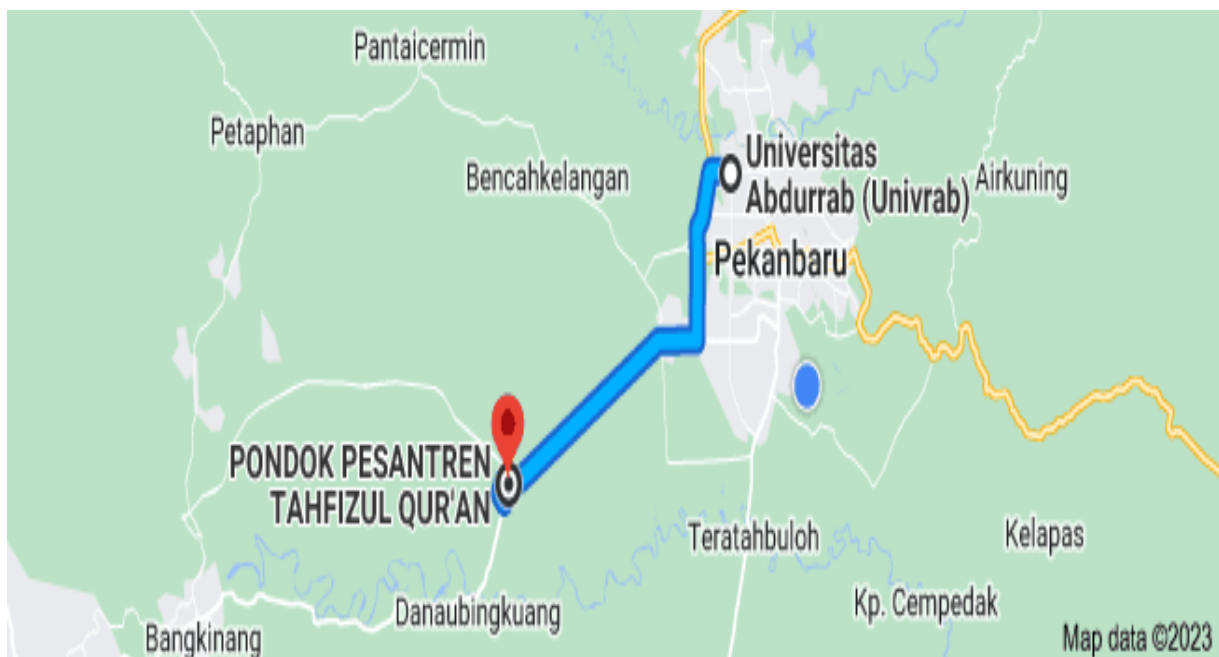 Pantaicermin
Petaphan
Bencahkelangan
Universitas
Abdurrab (Univrab)
Airkuning
Pekanbaru
PONDOK PESANTREN
TAHFIZUL QUR'AN
Teratahbuloh
Kelapas
Danaubingkuang
Kp. Cempedak
Bangkinang
Map data ©2023